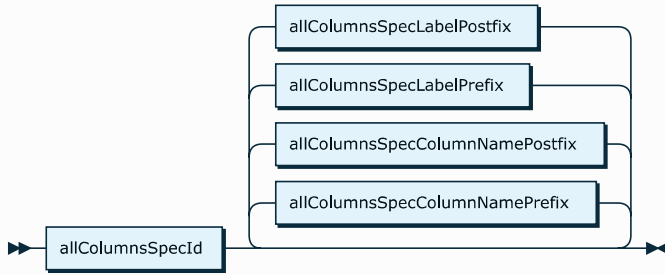 allColumnsSpecLabelPostfix
allColumnsSpecLabelPrefix
allColumnsSpecColumnNamePostfix
allColumnsSpecColumnNamePrefix
allColumnsSpecId